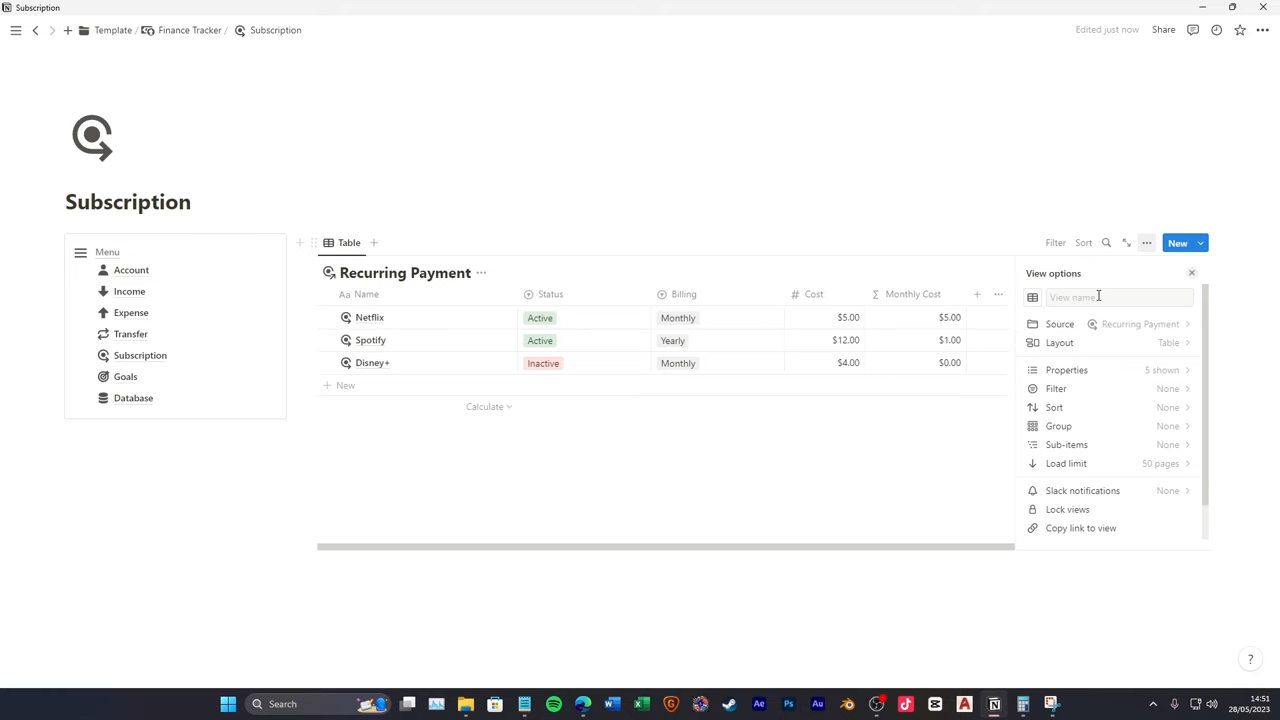 Subscription
Template / Finance Tracker / Subscription
Edited just now Share
Subscription
Menu
Account
Income
Expense
Transfer
Subscription
Goals
Database
Table
Filter Sort New
Recurring Payment
Aa Name Status Billing # Cost Σ Monthly Cost
Netflix Active Monthly $5.00 $5.00
Spotify Active Yearly $12.00 $1.00
Disney+ Inactive Monthly $4.00 $0.00
New
Calculate
View options
View name
Source Recurring Payment
Layout Table
Properties 5 shown
Filter None
Sort None
Group None
Sub-items None
Load limit 50 pages
Slack notifications None
Lock views
Copy link to view
?
Search
14:51
28/05/2023